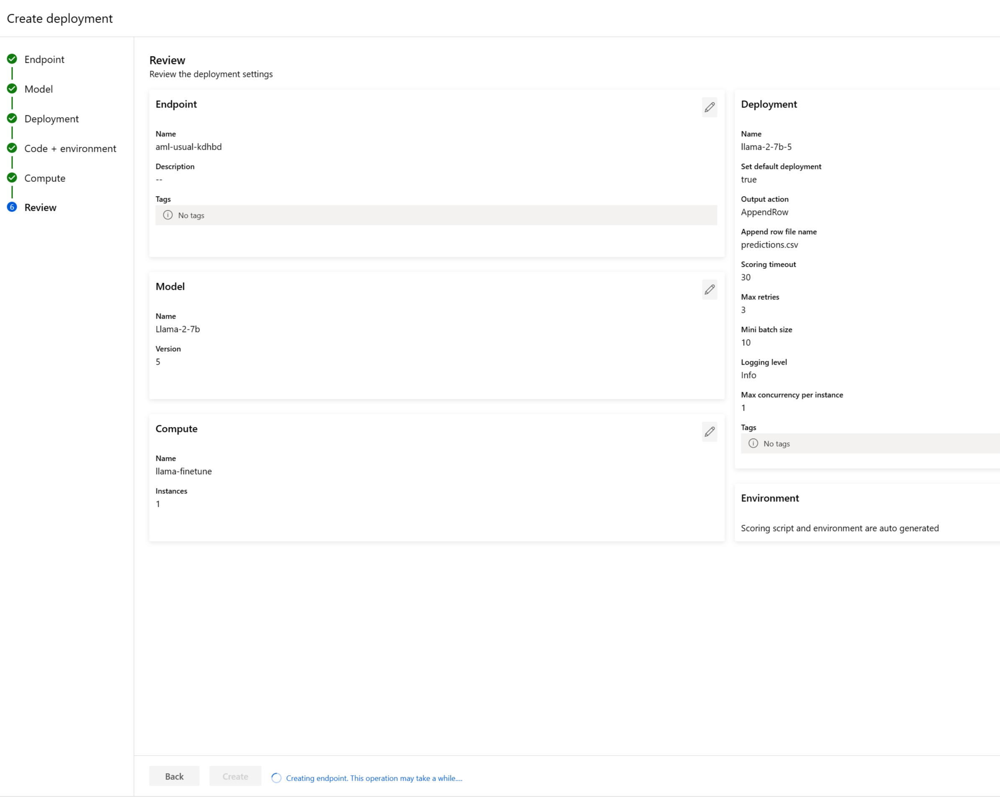 Create deployment
Endpoint
Model
Deployment
Code + environment
Compute
6 Review
Review
Review the deployment settings
Endpoint
Name
aml-usual-kdhbd
Description
--
Tags
No tags
Model
Name
Llama-2-7b
Version
5
Compute
Name
llama-finetune
Instances
1
Deployment
Name
llama-2-7b-5
Set default deployment
true
Output action
AppendRow
Append row file name
predictions.csv
Scoring timeout
30
Max retries
3
Mini batch size
10
Logging level
Info
Max concurrency per instance
1
Tags
No tags
Environment
Scoring script and environment are auto generated
Back
Create
Creating endpoint. This operation may take a while....